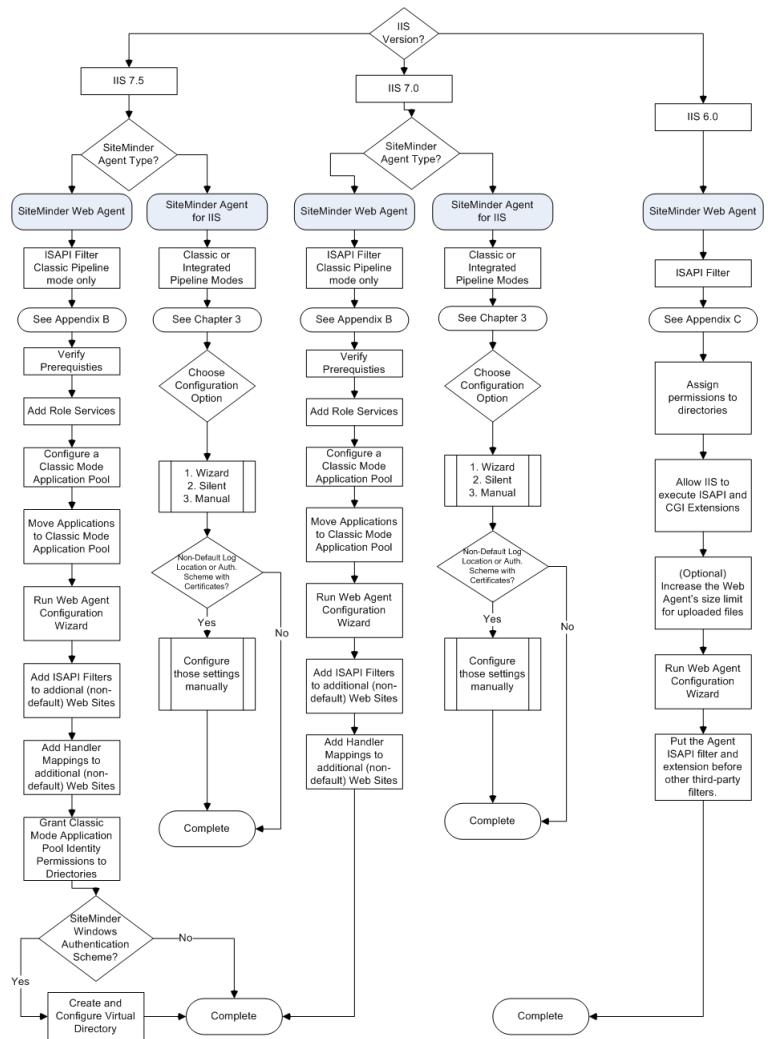 IIS
Version?
IIS 7.5
IIS 7.0
IIS 6.0
SiteMinder
Agent Type?
SiteMinder
Agent Type?
SiteMinder Web Agent
SiteMinder Agent
for IIS
SiteMinder Web Agent
SiteMinder Agent
for IIS
SiteMinder Web Agent
ISAPI Filter
Classic Pipeline
mode only
Classic or
Integrated
Pipeline Modes
ISAPI Filter
Classic Pipeline
mode only
Classic or
Integrated
Pipeline Modes
ISAPI Filter
See Appendix B
See Chapter 3
See Appendix B
See Chapter 3
See Appendix C
Verify
Prerequisties
Add Role Services
Configure a
Classic Mode
Application Pool
Move Applications
to Classic Mode
Application Pool
Run Web Agent
Configuration
Wizard
Add ISAPI Filters
to addional (non-
default) Web Sites
Add Handler
Mappings to
additional (non-
default) Web Sites
Grant Classic
Mode Application
Pool Identity
Permissions to
Driectories
SiteMinder
Windows
Authentication
Scheme?
No
Yes
Create and
Configure Virtual
Directory
Complete
Choose
Configuration
Option
1. Wizard
2. Silent
3. Manual
Non-Default Log
Location or Auth.
Scheme with
Certificates?
Yes
No
Configure
those settings
manually
Complete
Verify
Prerequisties
Add Role Services
Configure a
Classic Mode
Application Pool
Move Applications
to Classic Mode
Application Pool
Run Web Agent
Configuration
Wizard
Add ISAPI Filters
to additional (non-
default) Web Sites
Add Handler
Mappings to
additional (non-
default) Web Sites
Choose
Configuration
Option
1. Wizard
2. Silent
3. Manual
Non-Default Log
Location or Auth.
Scheme with
Certificates?
Yes
No
Configure
those settings
manually
Complete
Assign
permissions to
directories
Allow IIS to
execute ISAPI and
CGI Extensions
(Optional)
Increase the Web
Agent's size limit
for uploaded files
Run Web Agent
Configuration
Wizard
Put the Agent
ISAPI filter and
extension before
other third-party
filters.
Complete